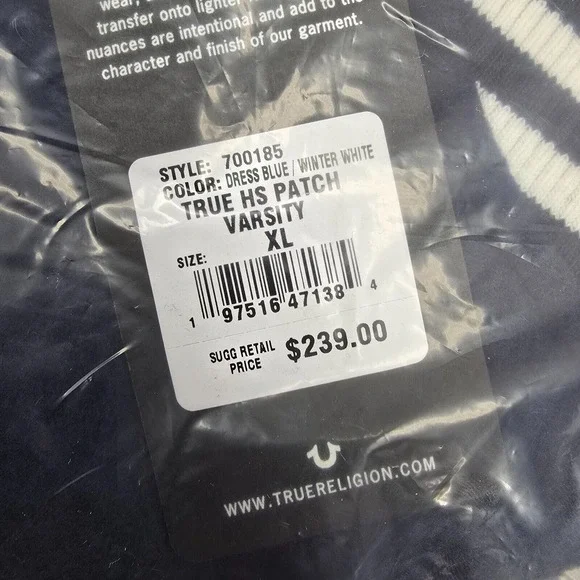 wear,
transfer onto lighter
nuances are intentional and add to the
character and finish of our garment.
STYLE: 700185
COLOR: DRESS BLUE / WINTER WHITE
TRUE HS PATCH
VARSITY
SIZE: XL
1 97516 47138 4
SUGG RETAIL PRICE $239.00
WWW.TRUERELIGION.COM